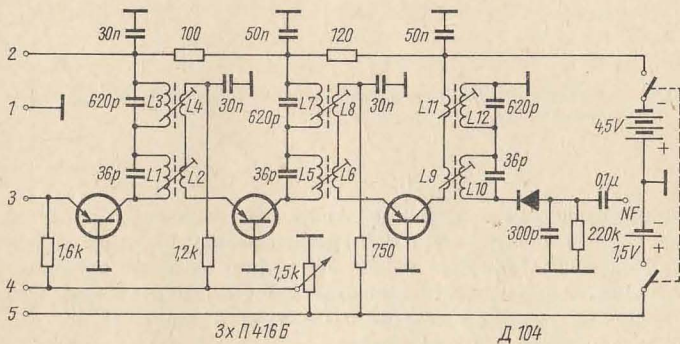 30n 50n 50n
2 100 120
620p L3 L4 30n 620p L7 L8 30n L11 L12 620p
1 4,5V
36p L1 L2 36p L5 L6 L9 L10 36p
3 0,1µ NF
1,6k 1,2k 1,5k 750 300p 220k 1,5V
4
5
3 x П 416 Б Д 104